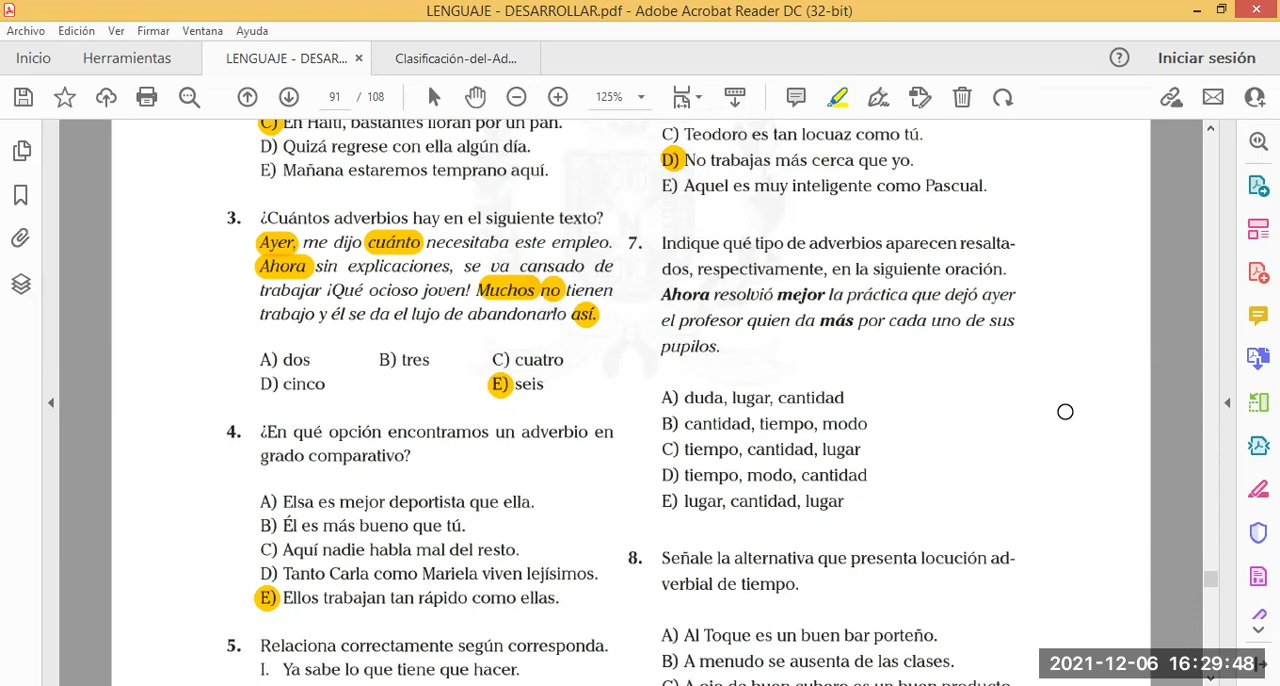 LENGUAJE - DESARROLLAR.pdf - Adobe Acrobat Reader DC (32-bit)
Archivo Edición Ver Firmar Ventana Ayuda
Inicio Herramientas LENGUAJE - DESAR... × Clasificación-del-Ad... ? Iniciar sesión
91 / 108 125%
C) En Haití, bastantes lloran por un pan.
D) Quizá regrese con ella algún día.
E) Mañana estaremos temprano aquí.
3. ¿Cuántos adverbios hay en el siguiente texto?
Ayer, me dijo cuánto necesitaba este empleo.
Ahora sin explicaciones, se va cansado de
trabajar ¡Qué ocioso joven! Muchos no tienen
trabajo y él se da el lujo de abandonarlo así.
A) dos B) tres C) cuatro
D) cinco E) seis
4. ¿En qué opción encontramos un adverbio en
grado comparativo?
A) Elsa es mejor deportista que ella.
B) Él es más bueno que tú.
C) Aquí nadie habla mal del resto.
D) Tanto Carla como Mariela viven lejísimos.
E) Ellos trabajan tan rápido como ellas.
5. Relaciona correctamente según corresponda.
I. Ya sabe lo que tiene que hacer.
C) Teodoro es tan locuaz como tú.
D) No trabajas más cerca que yo.
E) Aquel es muy inteligente como Pascual.
7. Indique qué tipo de adverbios aparecen resalta-
dos, respectivamente, en la siguiente oración.
Ahora resolvió mejor la práctica que dejó ayer
el profesor quien da más por cada uno de sus
pupilos.
A) duda, lugar, cantidad
B) cantidad, tiempo, modo
C) tiempo, cantidad, lugar
D) tiempo, modo, cantidad
E) lugar, cantidad, lugar
8. Señale la alternativa que presenta locución ad-
verbial de tiempo.
A) Al Toque es un buen bar porteño.
B) A menudo se ausenta de las clases.
C) A ojo de buen cubero es un buen producto
2021-12-06 16:29:48